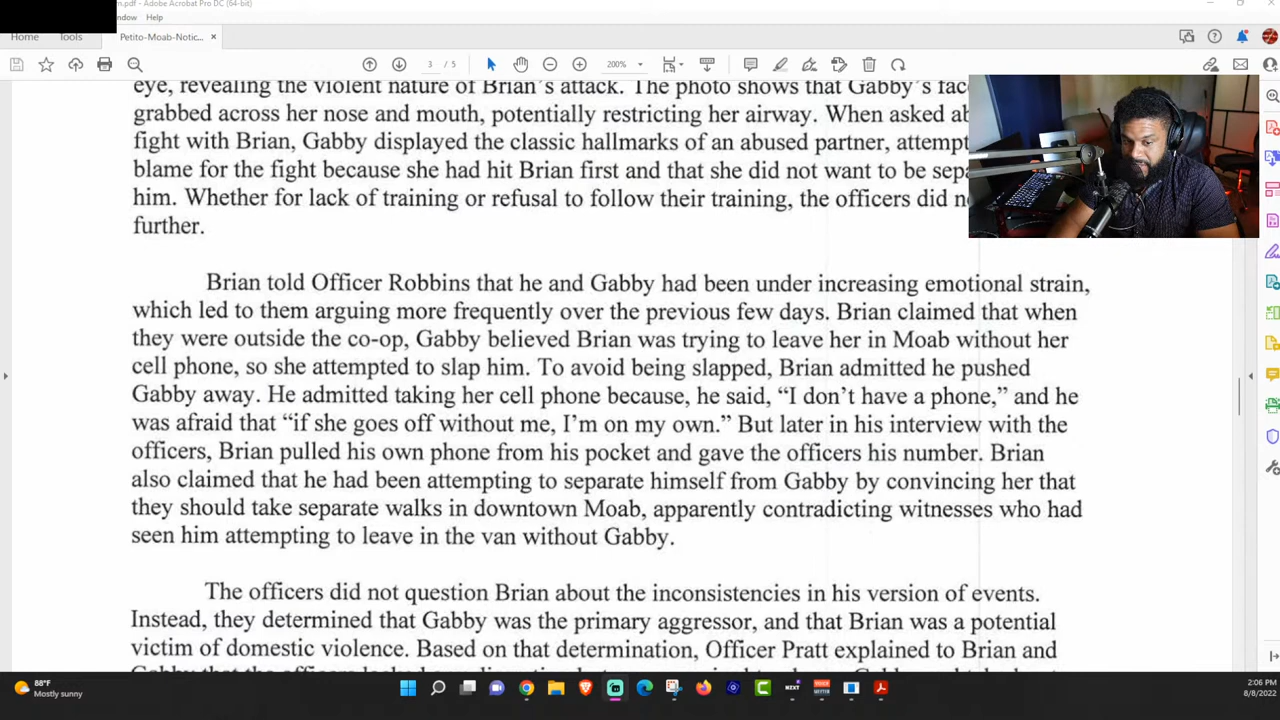 n.pdf - Adobe Acrobat Pro DC (64-bit)
ndow Help
Home Tools Petito-Moab-Notic... ×
3 / 5 200%
eye, revealing the violent nature of Brian's attack. The photo shows that Gabby's fac
grabbed across her nose and mouth, potentially restricting her airway. When asked ab
fight with Brian, Gabby displayed the classic hallmarks of an abused partner, attempt
blame for the fight because she had hit Brian first and that she did not want to be sepa
him. Whether for lack of training or refusal to follow their training, the officers did n
further.
Brian told Officer Robbins that he and Gabby had been under increasing emotional strain,
which led to them arguing more frequently over the previous few days. Brian claimed that when
they were outside the co-op, Gabby believed Brian was trying to leave her in Moab without her
cell phone, so she attempted to slap him. To avoid being slapped, Brian admitted he pushed
Gabby away. He admitted taking her cell phone because, he said, “I don't have a phone,” and he
was afraid that “if she goes off without me, I'm on my own.” But later in his interview with the
officers, Brian pulled his own phone from his pocket and gave the officers his number. Brian
also claimed that he had been attempting to separate himself from Gabby by convincing her that
they should take separate walks in downtown Moab, apparently contradicting witnesses who had
seen him attempting to leave in the van without Gabby.
The officers did not question Brian about the inconsistencies in his version of events.
Instead, they determined that Gabby was the primary aggressor, and that Brian was a potential
victim of domestic violence. Based on that determination, Officer Pratt explained to Brian and
88°F
Mostly sunny
NEXT
2:06 PM
8/8/2022